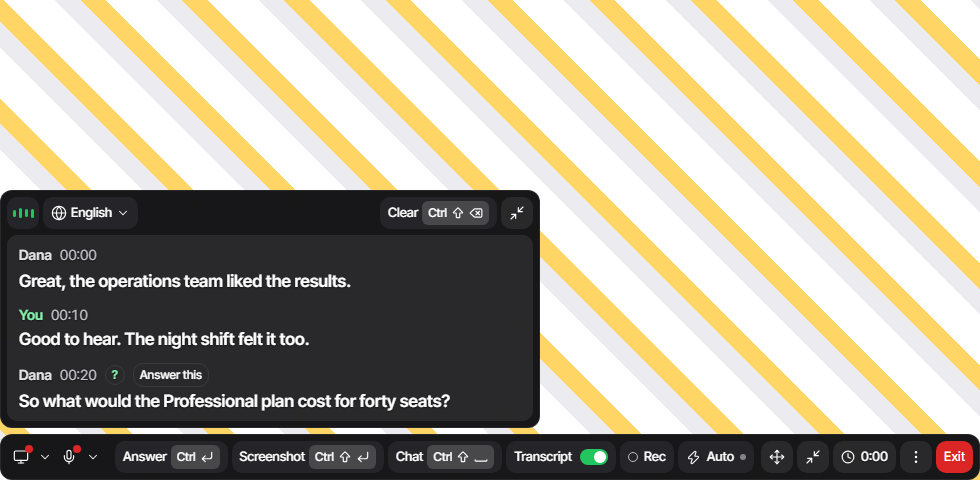 English
Clear Ctrl
Dana 00:00
Great, the operations team liked the results.
You 00:10
Good to hear. The night shift felt it too.
Dana 00:20 ? Answer this
So what would the Professional plan cost for forty seats?
Answer Ctrl Screenshot Ctrl Chat Ctrl Transcript Rec Auto 0:00 Exit